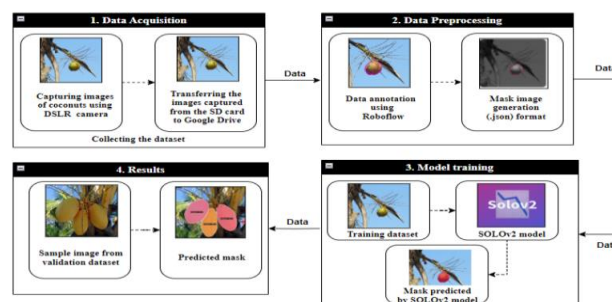 1. Data Acquisition
Capturing images
of coconuts using
DSLR camera
Transferring the
images captured
from the SD card
to Google Drive
Collecting the dataset
Data
2. Data Preprocessing
Data annotation
using
Roboflow
Mask image
generation
(.json) format
Data
3. Model training
Training dataset
Solov2
SOLOv2 model
Mask predicted
by SOLOv2 model
Data
Data
4. Results
Sample image from
validation dataset
Predicted mask